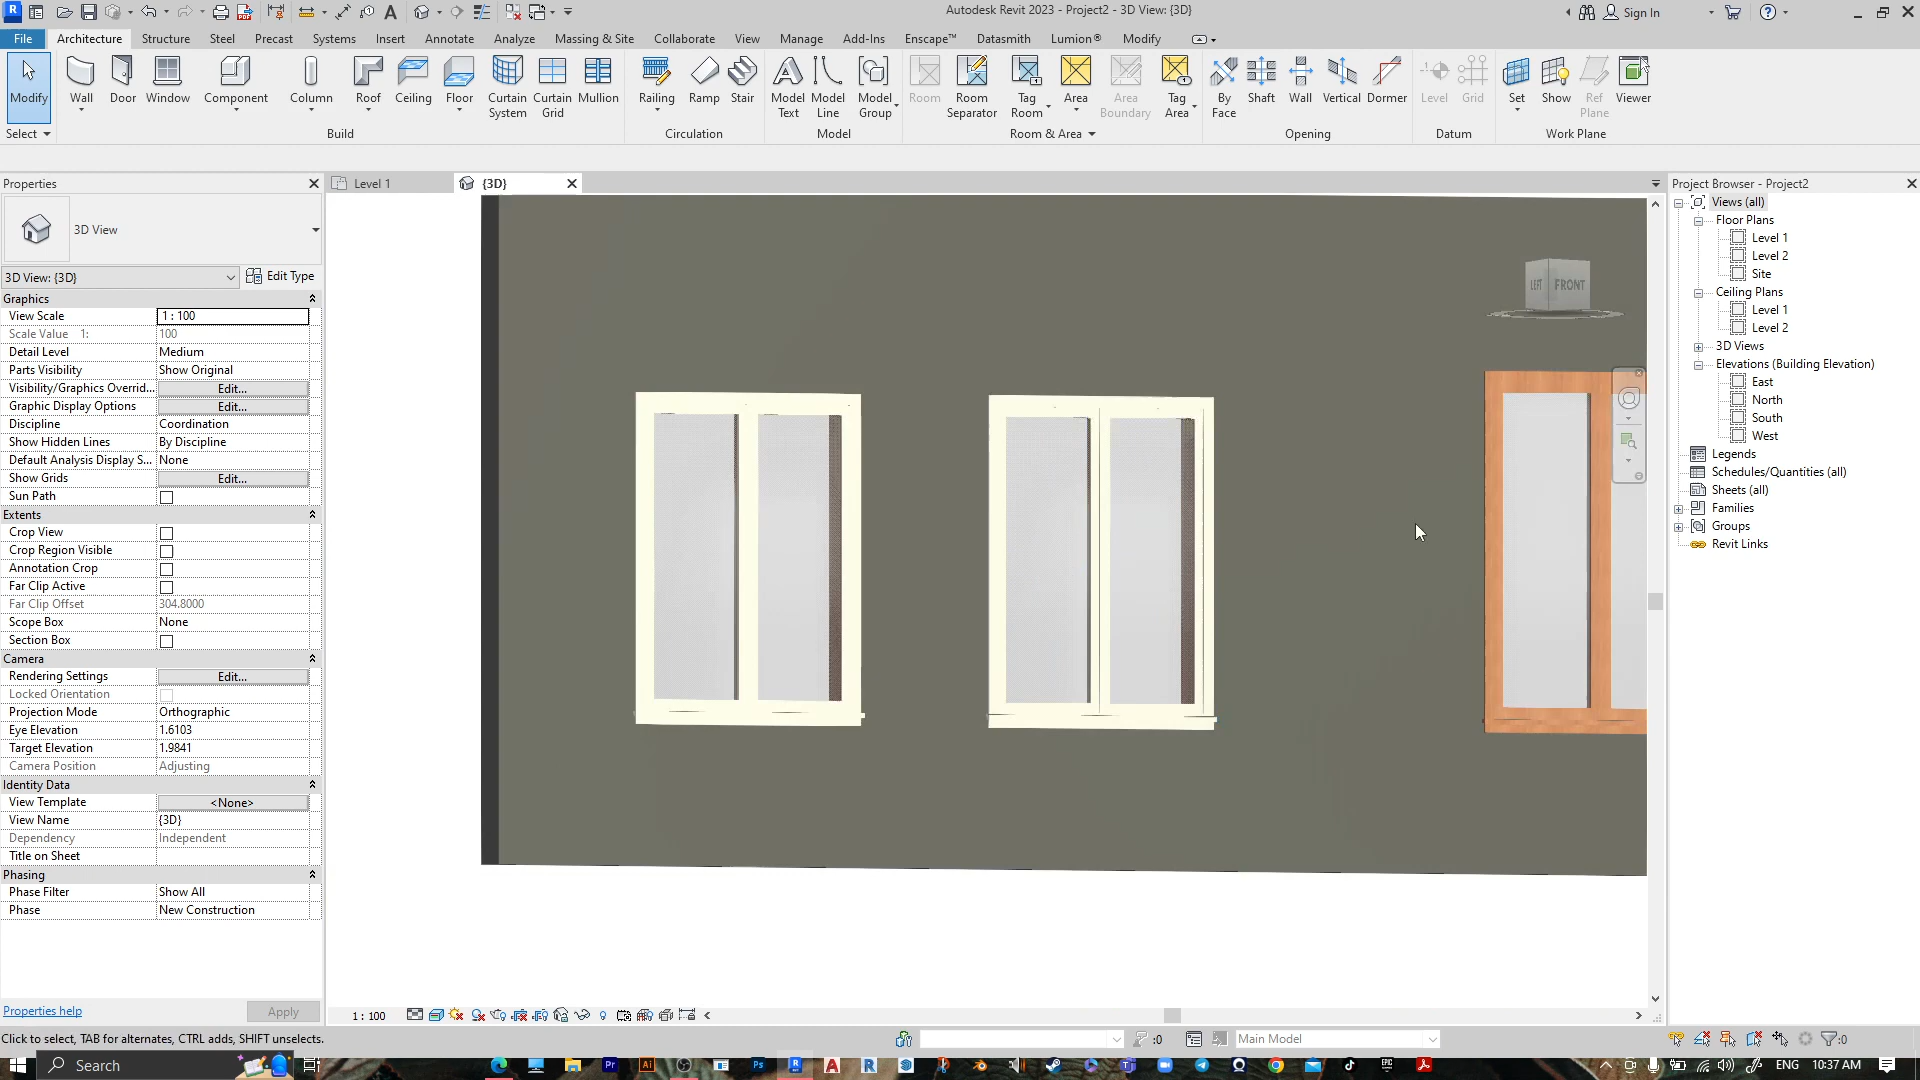 Autodesk Revit 2023 - Project2 - 3D View: {3D}
Sign In
File Architecture Structure Steel Precast Systems Insert Annotate Analyze Massing & Site Collaborate View Manage Add-Ins Enscape™ Datasmith Lumion® Modify
Modify Wall Door Window Component Column Roof Ceiling Floor Curtain System Curtain Grid Mullion Railing Ramp Stair Model Text Model Line Model Group Room Room Separator Tag Room Area Area Boundary Tag Area By Face Shaft Wall Vertical Dormer Level Grid Set Show Ref Plane Viewer
Select Build Circulation Model Room & Area Opening Datum Work Plane
Properties
Level 1
{3D}
Project Browser - Project2
3D View
3D View: {3D}
Edit Type
Graphics
View Scale 1 : 100
Scale Value 1: 100
Detail Level Medium
Parts Visibility Show Original
Visibility/Graphics Overrid... Edit...
Graphic Display Options Edit...
Discipline Coordination
Show Hidden Lines By Discipline
Default Analysis Display S... None
Show Grids Edit...
Sun Path
Extents
Crop View
Crop Region Visible
Annotation Crop
Far Clip Active
Far Clip Offset 304.8000
Scope Box None
Section Box
Camera
Rendering Settings Edit...
Locked Orientation
Projection Mode Orthographic
Eye Elevation 1.6103
Target Elevation 1.9841
Camera Position Adjusting
Identity Data
View Template <None>
View Name {3D}
Dependency Independent
Title on Sheet
Phasing
Phase Filter Show All
Phase New Construction
Properties help
Apply
LEFT FRONT
Views (all)
Floor Plans
Level 1
Level 2
Site
Ceiling Plans
Level 1
Level 2
3D Views
Elevations (Building Elevation)
East
North
South
West
Legends
Schedules/Quantities (all)
Sheets (all)
Families
Groups
Revit Links
1 : 100
Click to select, TAB for alternates, CTRL adds, SHIFT unselects.
:0
Main Model
:0
Search
ENG
10:37 AM